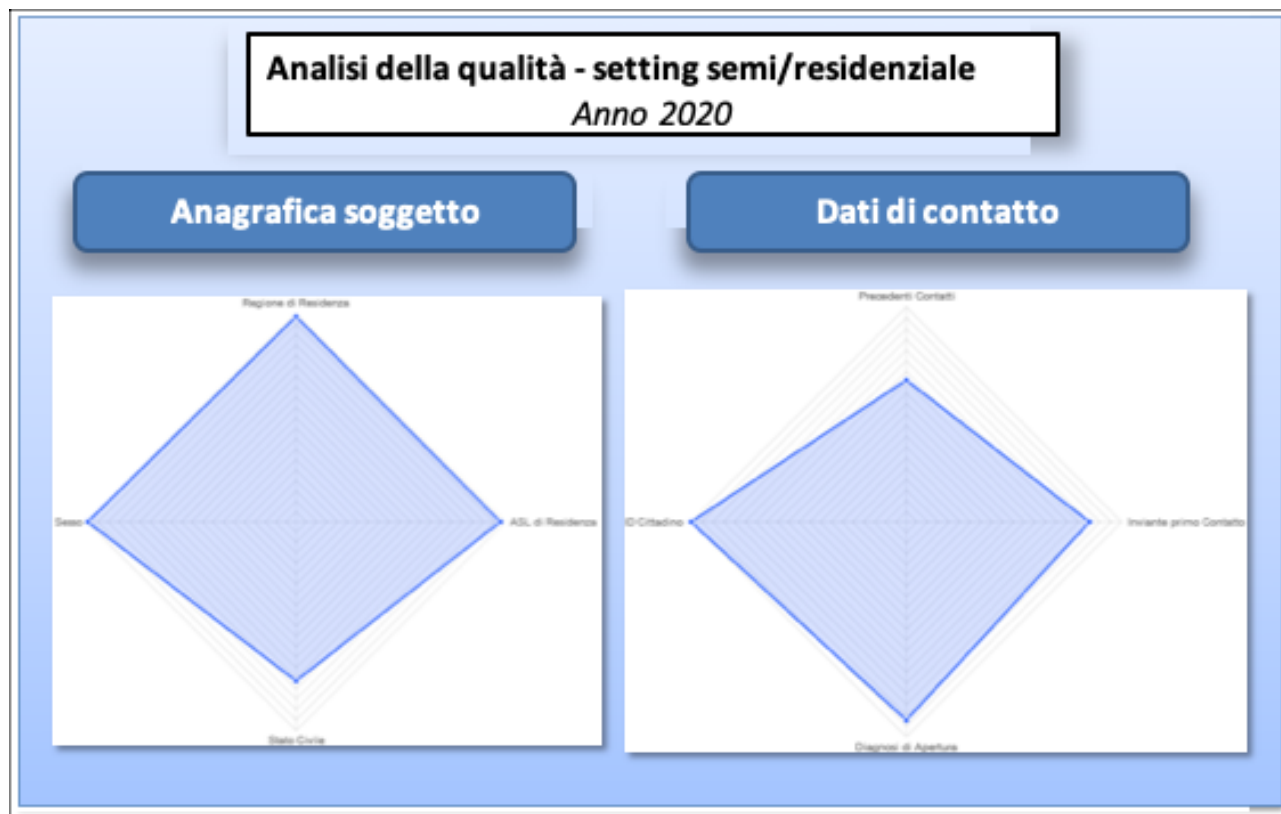 Analisi della qualità - setting semi/residenziale
Anno 2020
Anagrafica soggetto
Dati di contatto
Regione di Residenza
Sesso
ASL di Residenza
Stato Civile
Precedenti Contatti
ID Cittadino
Inviante primo Contatto
Diagnosi di Apertura